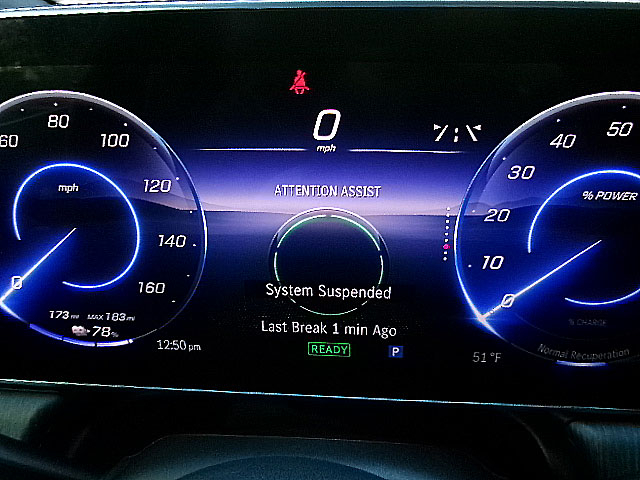 0
mph
ATTENTION ASSIST
System Suspended
Last Break 1 min Ago
READY
P
60
80
100
120
140
160
mph
0
173 mi MAX 183 mi
78%
12:50 pm
50
40
30
20
10
0
% POWER
% CHARGE
Normal Recuperation
51°F